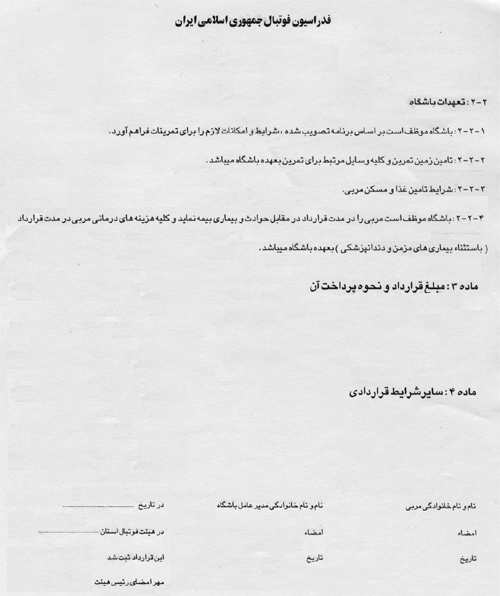 فدراسیون فوتبال جمهوری اسلامی ایران
۲-۲ : تعهدات باشگاه
۲-۲-۱ : باشگاه موظف است بر اساس برنامه تصویب شده ، شرایط و امکانات لازم را برای تمرینات فراهم آورد.
۲-۲-۲ : تامین زمین تمرین و کلیه وسایل مرتبط برای تمرین بعهده باشگاه میباشد.
۲-۲-۳ : شرایط تامین غذا و مسکن مربی.
۲-۲-۴ : باشگاه موظف است مربی را در مدت قرارداد در مقابل حوادث و بیماری بیمه نماید و کلیه هزینه های درمانی مربی در مدت قرارداد
( باستثناء بیماری های مزمن و دندانپزشکی ) بعهده باشگاه میباشد.
ماده ۳ : مبلغ قرارداد و نحوه پرداخت آن
ماده ۴ : سایر شرایط قراردادی
نام و نام خانوادگی مربی نام و نام خانوادگی مدیر عامل باشگاه در تاریخ ....................
امضاء امضاء در هیئت فوتبال استان ....................
تاریخ تاریخ این قرارداد ثبت شد
مهر امضای رئیس هیئت